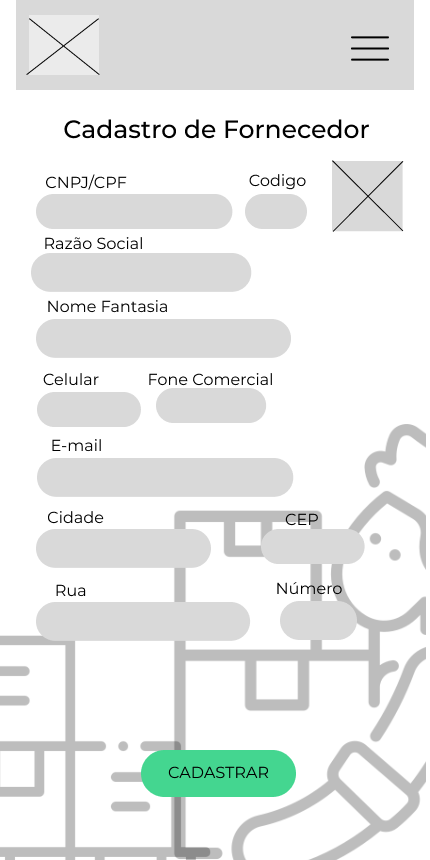 Cadastro de Fornecedor
CNPJ/CPF
Codigo
Razão Social
Nome Fantasia
Celular
Fone Comercial
E-mail
Cidade
CEP
Rua
Número
CADASTRAR